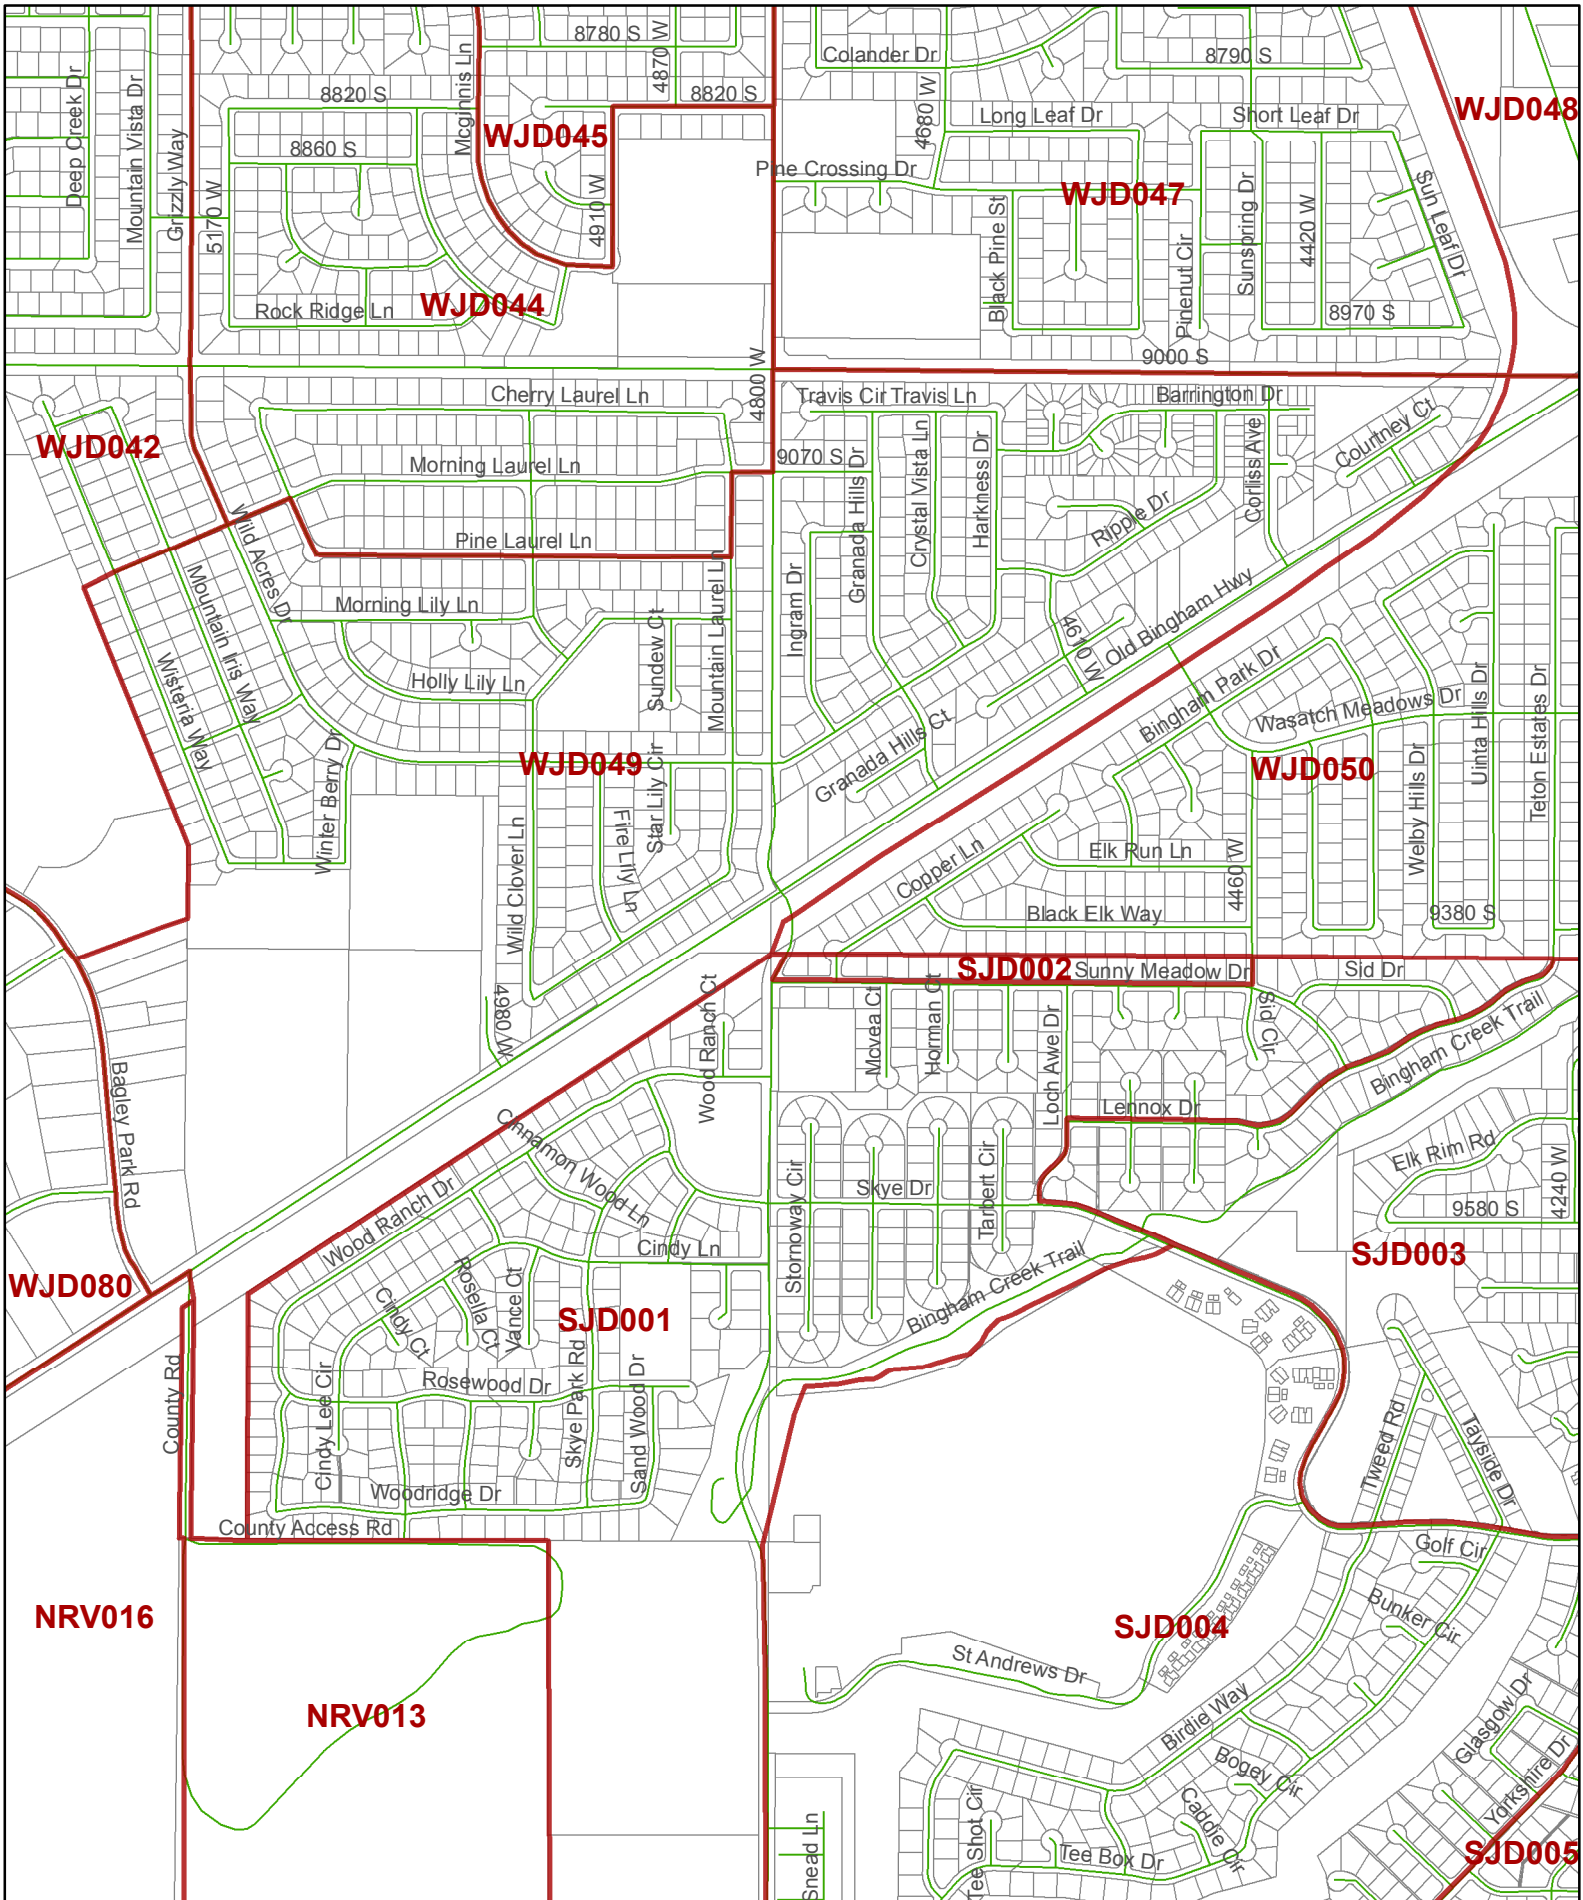 8780 S
4870 W
Mcginnis Ln
Colander Dr
8790 S
WJD048
Deep Creek Dr
Mountain Vista Dr
Grizzly Way
8820 S
8820 S
4680 W
Long Leaf Dr
Short Leaf Dr
WJD045
8860 S
Pine Crossing Dr
WJD047
5170 W
4910 W
Black Pine St
Pinenut Cir
Sunspring Dr
4420 W
Sun Leaf Dr
WJD044
Rock Ridge Ln
8970 S
9000 S
4800 W
Cherry Laurel Ln
Travis Cir
Travis Ln
Barrington Dr
WJD042
Morning Laurel Ln
9070 S
Granada Hills Dr
Crystal Vista Ln
Harkness Dr
Corliss Ave
Courtney Ct
Ripple Dr
Wild Acres Dr
Pine Laurel Ln
Mountain Iris Way
Morning Lily Ln
Mountain Laurel Ln
Ingram Dr
4610 W
Old Bingham Hwy
Sundew Ct
Wisteria Way
Holly Lily Ln
Bingham Park Dr
Wasatch Meadows Dr
Uinta Hills Dr
Teton Estates Dr
Granada Hills Ct
WJD049
WJD050
Winter Berry Dr
Star Lily Cir
Fire Lily Ln
Wild Clover Ln
Welby Hills Dr
Copper Ln
Elk Run Ln
4460 W
Black Elk Way
9380 S
SJD002
Sunny Meadow Dr
Sid Dr
4980 W
Wood Ranch Ct
Mcvea Ct
Horman Ct
Loch Awe Dr
Sid Cir
Bingham Creek Trail
Bagley Park Rd
Lennox Dr
Cinnamon Wood Ln
Elk Rim Rd
Wood Ranch Dr
Stornoway Cir
Skye Dr
Tarbert Cir
4240 W
9580 S
Cindy Ln
SJD003
WJD080
Rosella Ct
Vance Ct
Cindy Ct
SJD001
Bingham Creek Trail
County Rd
Cindy Lee Cir
Rosewood Dr
Skye Park Rd
Sand Wood Dr
Tweed Rd
Tayside Dr
Woodridge Dr
County Access Rd
Golf Cir
NRV016
Bunker Cir
SJD004
St Andrews Dr
NRV013
Birdie Way
Glasgow Dr
Yorkshire Dr
Bogey Cir
Caddie Cir
Snead Ln
Tee Shot Cir
Tee Box Dr
SJD005